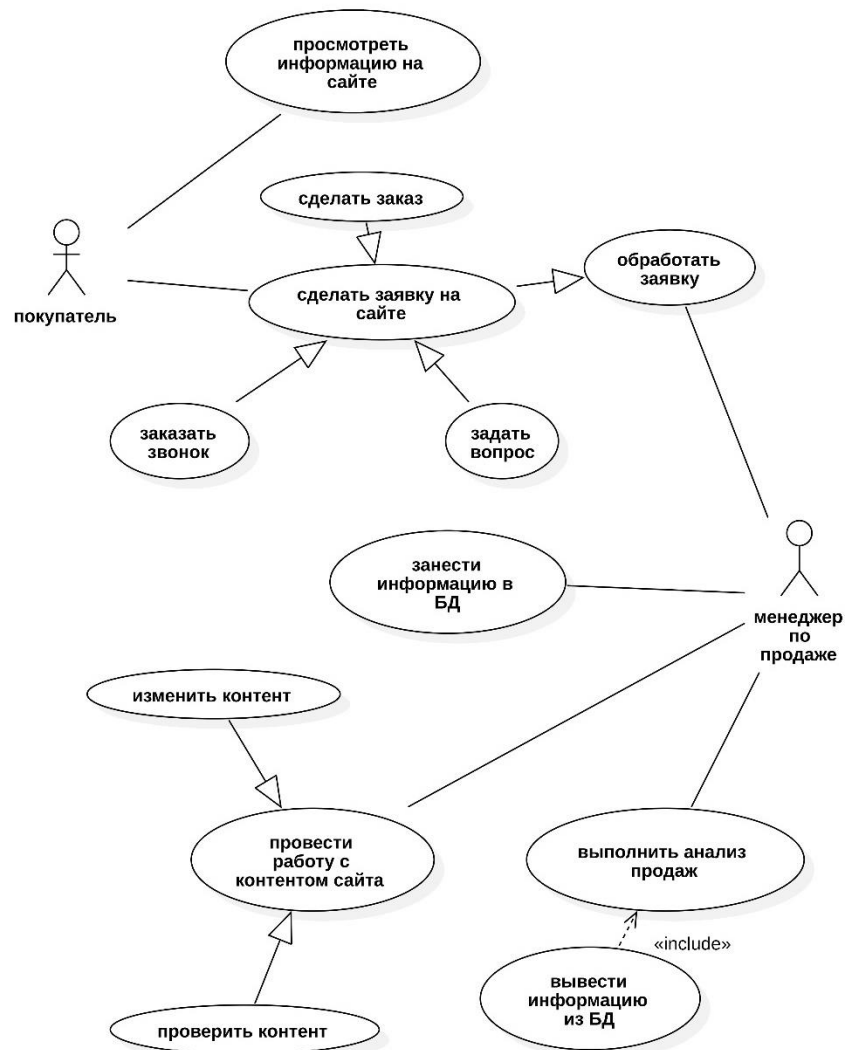 просмотреть
информацию на
сайте
сделать заказ
покупатель
сделать заявку на
сайте
обработать
заявку
заказать
звонок
задать
вопрос
занести
информацию в
БД
менеджер
по
продаже
изменить контент
провести
работу с
контентом сайта
выполнить анализ
продаж
«include»
вывести
информацию
из БД
проверить контент